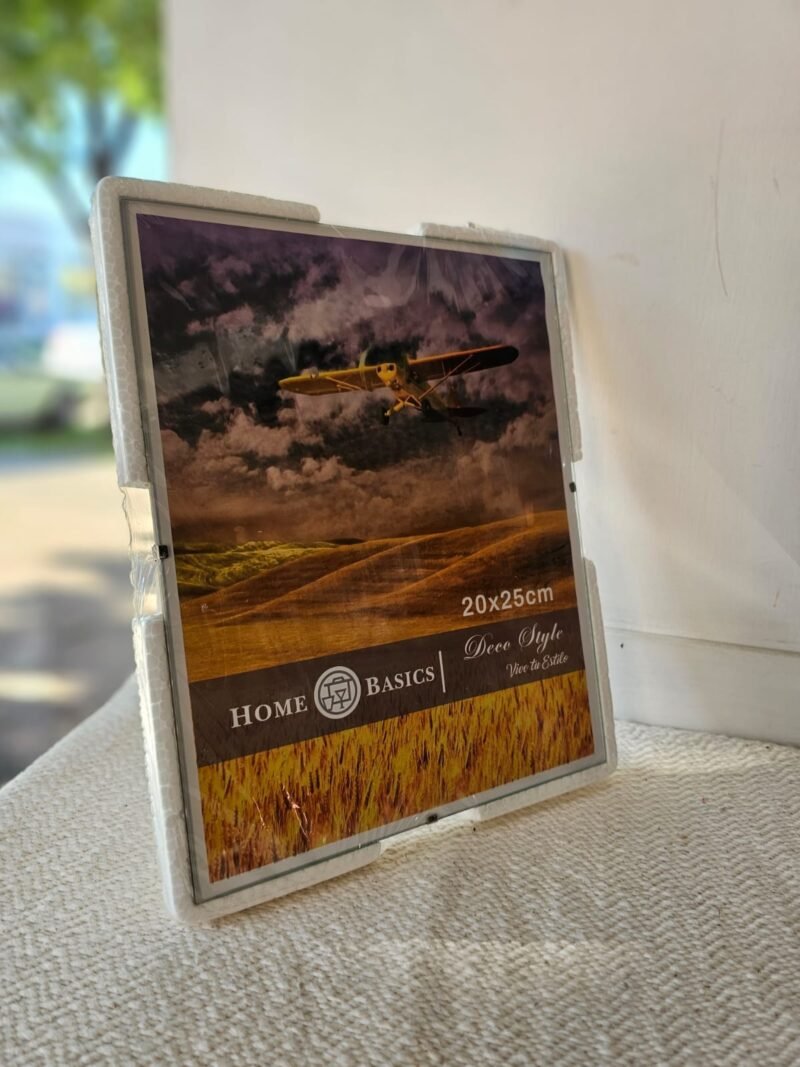 20x25cm
HOME BASICS
Deco Style
Vive tu Estilo